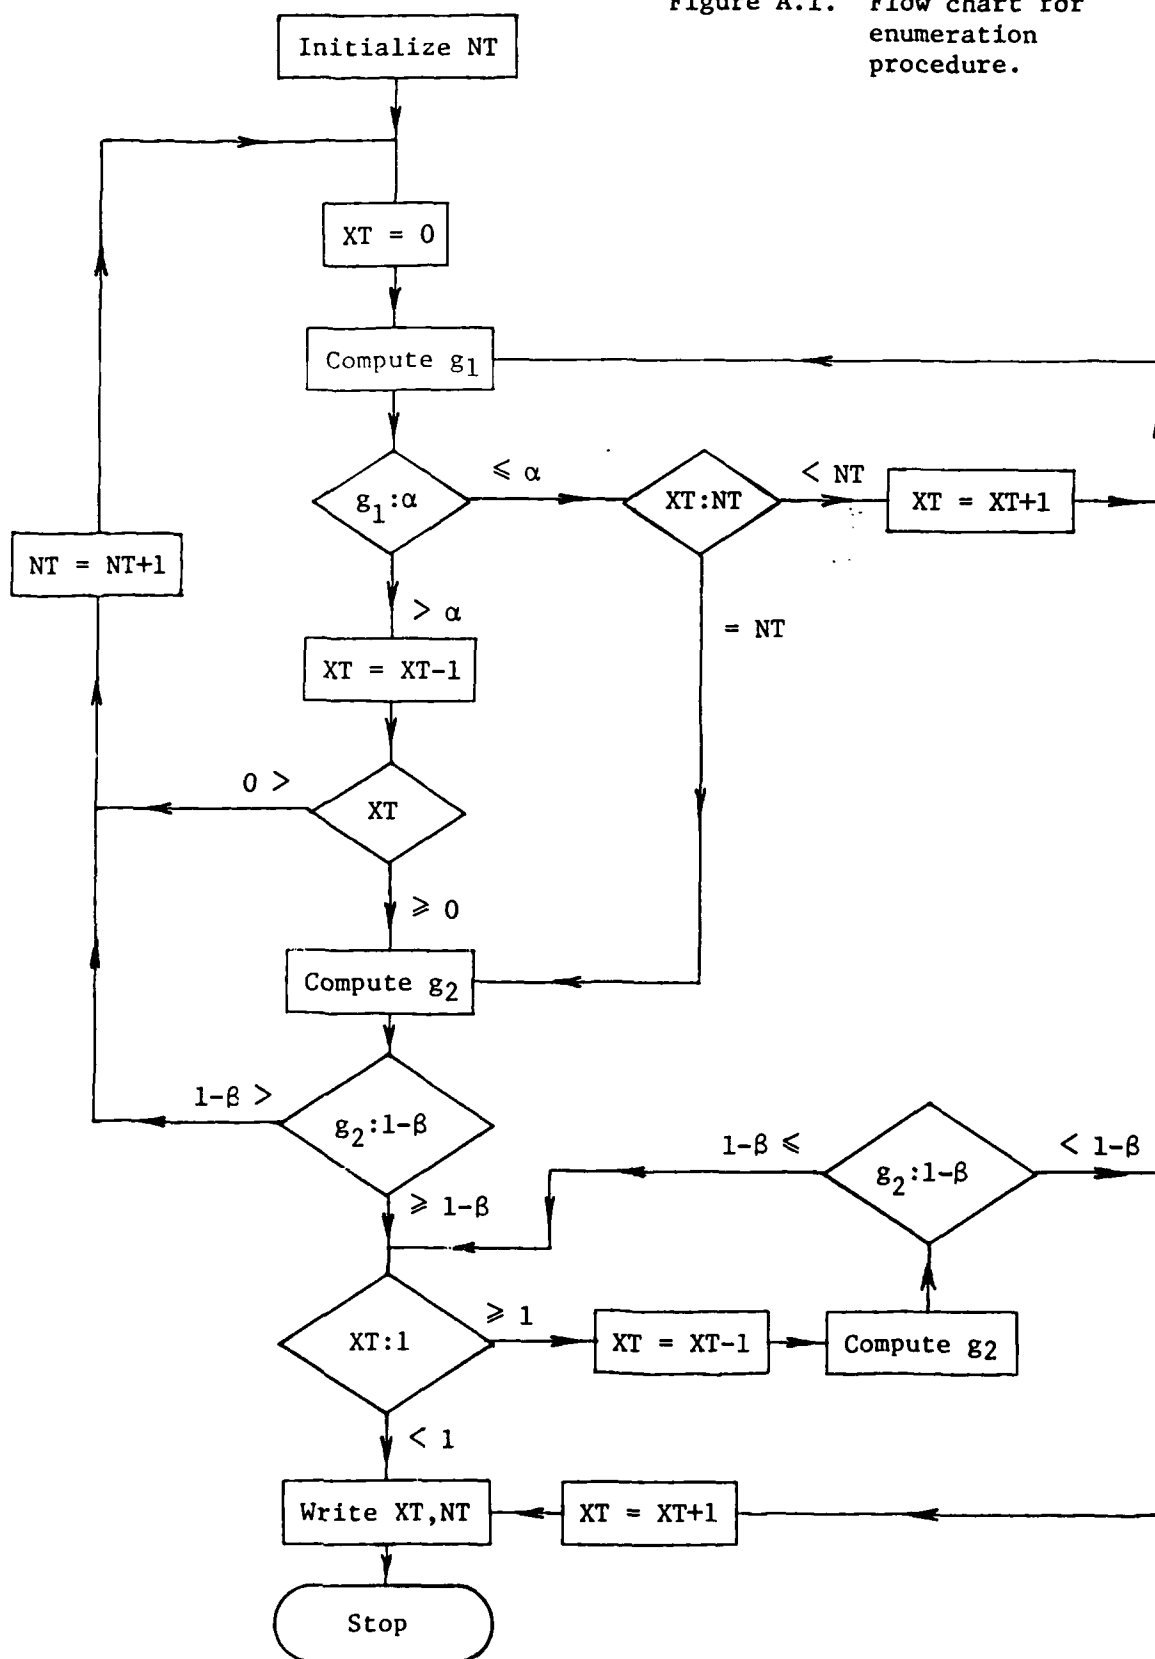 Figure A.1. Flow chart for
enumeration
procedure.
Initialize NT
XT = 0
Compute g1
g1:α
≤ α
XT:NT
< NT
XT = XT+1
NT = NT+1
> α
= NT
XT = XT-1
0 >
XT
≥ 0
Compute g2
1-β >
g2:1-β
≥ 1-β
1-β ≤
g2:1-β
< 1-β
XT:1
≥ 1
XT = XT-1
Compute g2
< 1
Write XT,NT
XT = XT+1
Stop